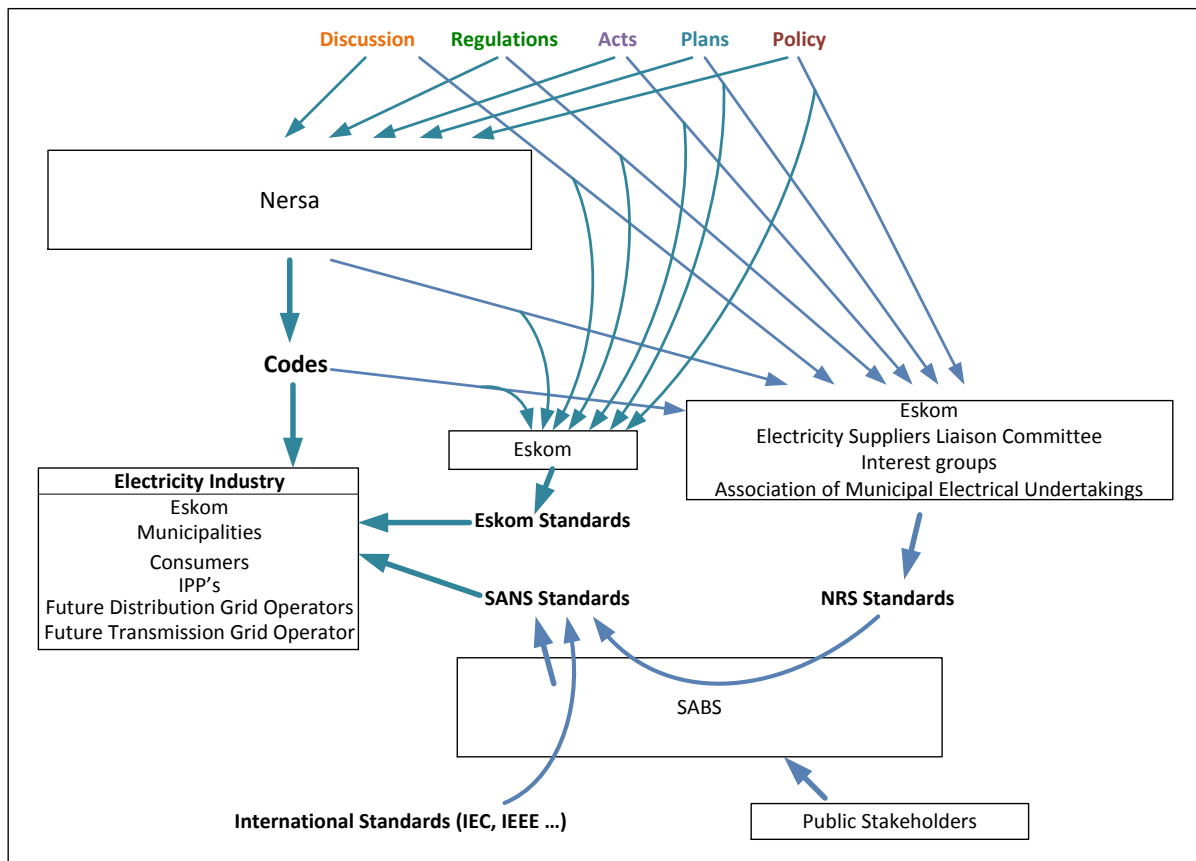 Discussion Regulations Acts Plans Policy
Nersa
Codes
Eskom
Electricity Suppliers Liaison Committee
Interest groups
Association of Municipal Electrical Undertakings
Eskom
Electricity Industry
Eskom
Municipalities
Consumers
IPP's
Future Distribution Grid Operators
Future Transmission Grid Operator
Eskom Standards
SANS Standards
NRS Standards
SABS
International Standards (IEC, IEEE ...)
Public Stakeholders